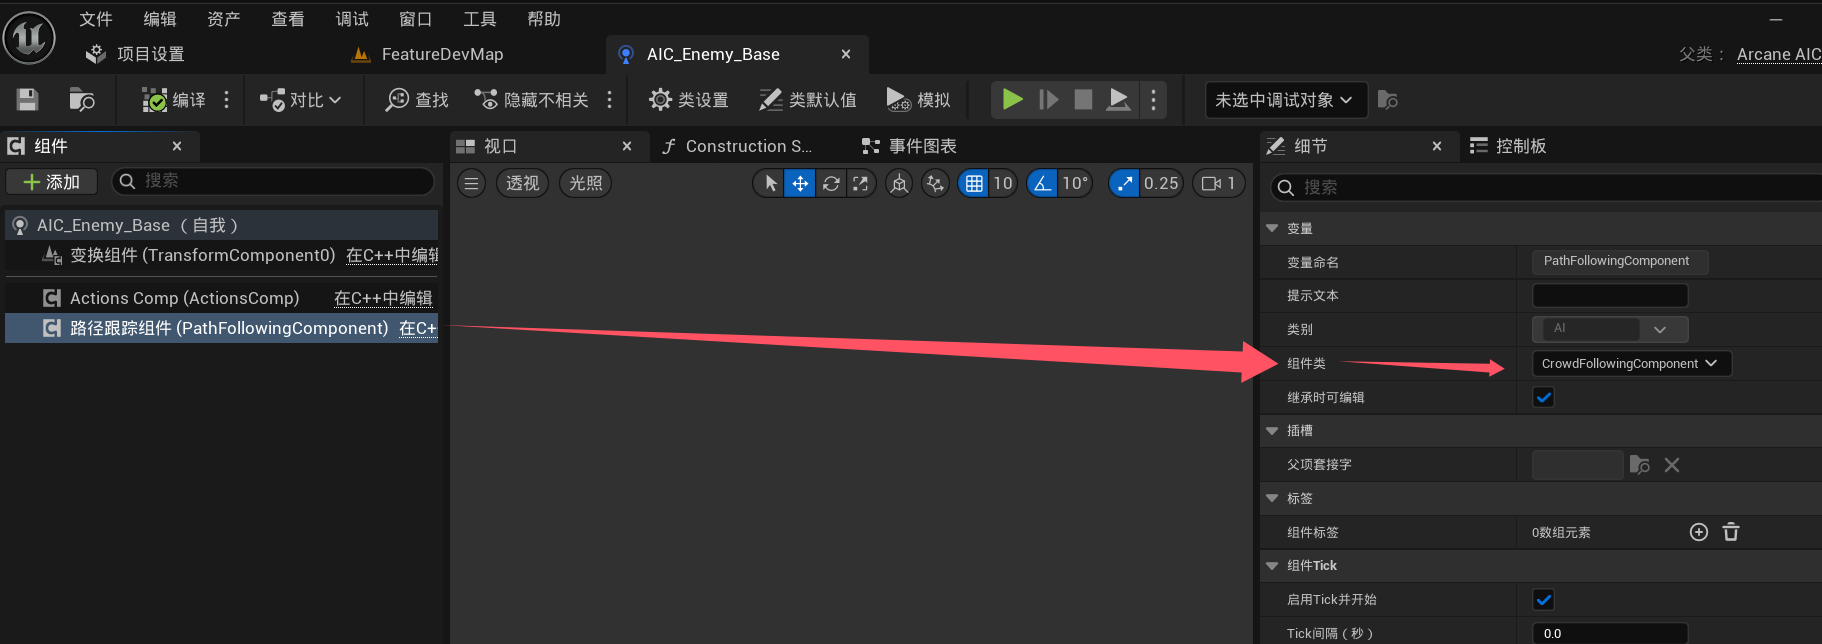 文件 编辑 资产 查看 调试 窗口 工具 帮助
项目设置 FeatureDevMap AIC_Enemy_Base 父类： Arcane AIC
编译 对比 查找 隐藏不相关 类设置 类默认值 模拟 未选中调试对象
组件
视口 Construction S... 事件图表
细节 控制板
添加 搜索
透视 光照 10 10° 0.25 1
搜索
AIC_Enemy_Base （自我）
变换组件 (TransformComponent0) 在C++中编辑
Actions Comp (ActionsComp) 在C++中编辑
路径跟踪组件 (PathFollowingComponent) 在C+
变量
变量命名 PathFollowingComponent
提示文本
类别 AI
组件类 CrowdFollowingComponent
继承时可编辑
插槽
父项套接字
标签
组件标签 0数组元素
组件Tick
启用Tick并开始
Tick间隔（秒） 0.0